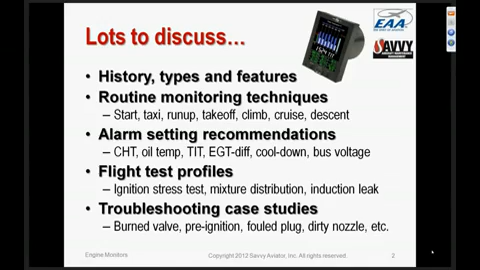 Lots to discuss…
EAA
SAVVY
• History, types and features
• Routine monitoring techniques
– Start, taxi, runup, takeoff, climb, cruise, descent
• Alarm setting recommendations
– CHT, oil temp, TIT, EGT-diff, cool-down, bus voltage
• Flight test profiles
– Ignition stress test, mixture distribution, induction leak
• Troubleshooting case studies
– Burned valve, pre-ignition, fouled plug, dirty nozzle, etc.
Engine Monitors
Copyright 2012 Savvy Aviator, Inc. All rights reserved.
2